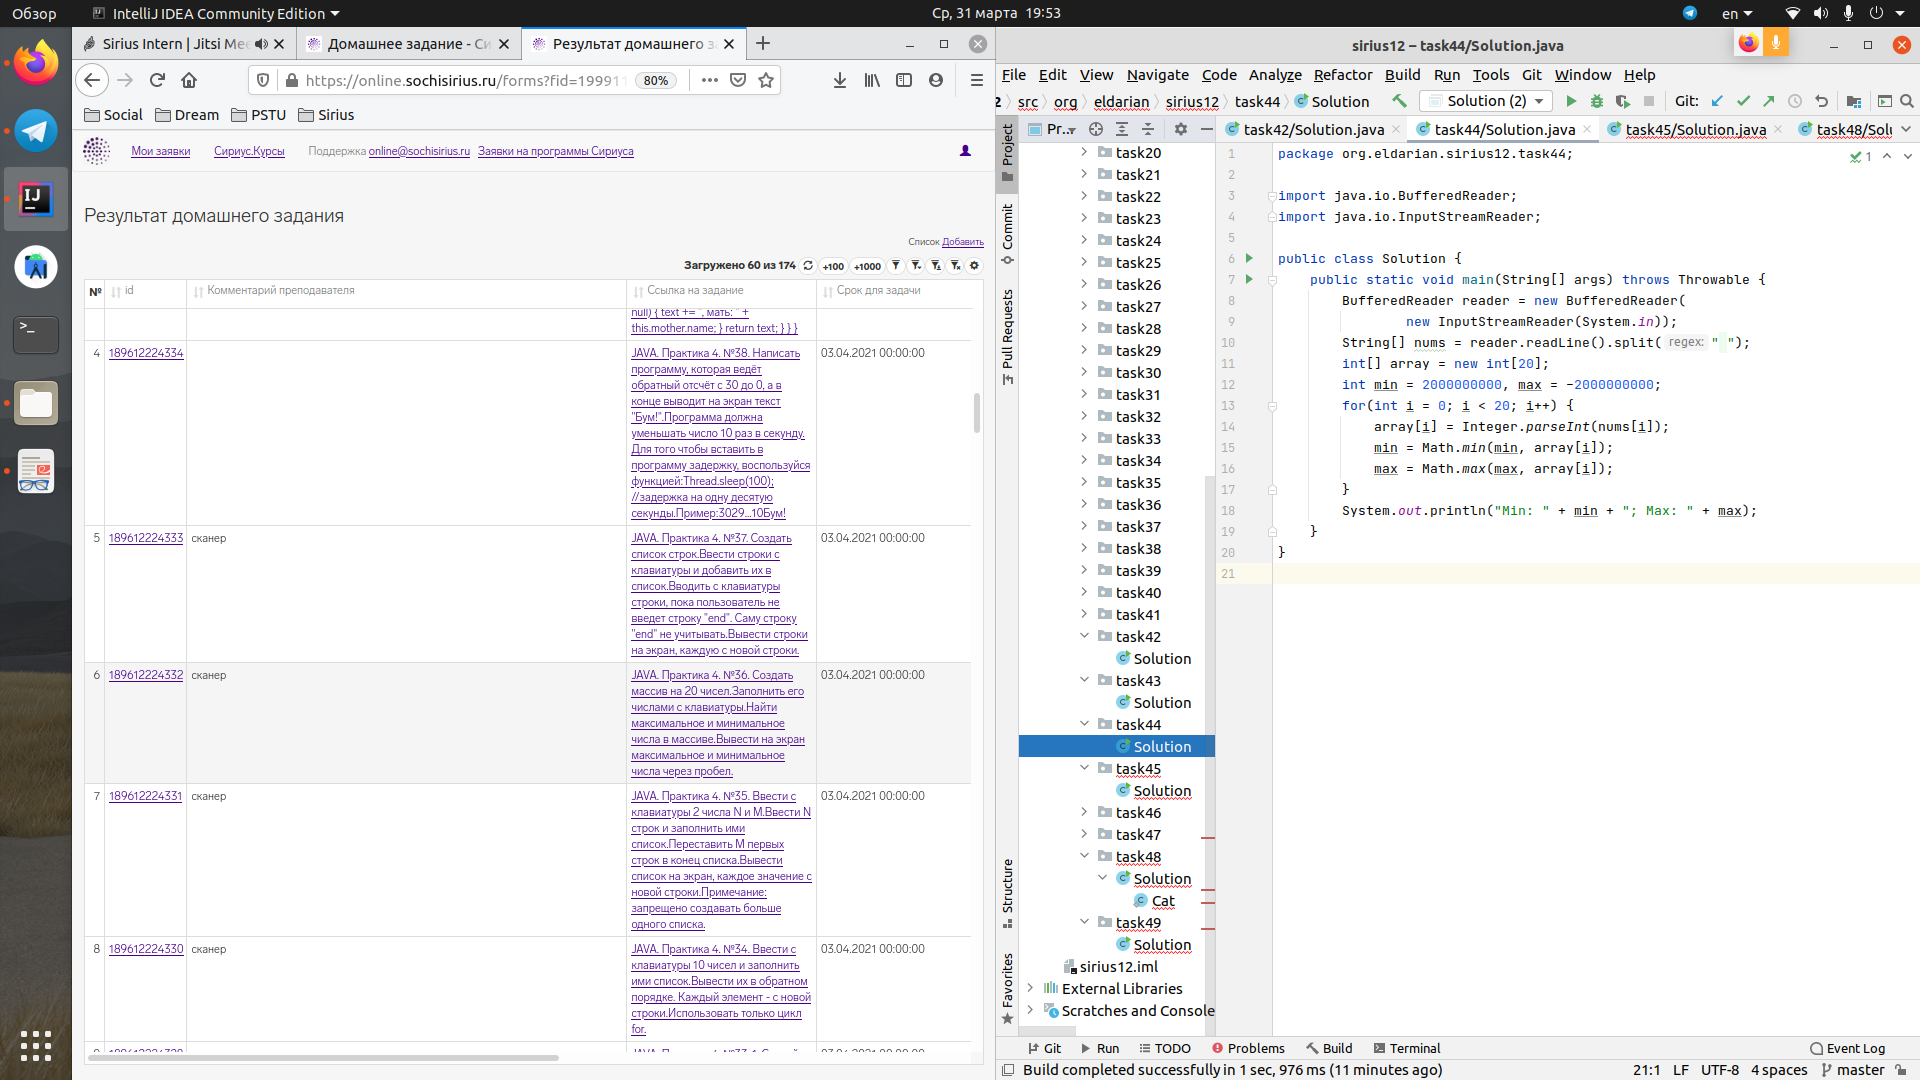 Обзор
IntelliJ IDEA Community Edition
Ср, 31 марта 19:53
en
Sirius Intern | Jitsi Mee
Домашнее задание - Си
Результат домашнего за
https://online.sochisirius.ru/forms?fid=19991
80%
Social
Dream
PSTU
Sirius
Мои заявки
Сириус.Курсы
Поддержка online@sochisirius.ru
Заявки на программы Сириуса
Результат домашнего задания
Список Добавить
Загружено 60 из 174
+100
+1000
№
id
Комментарий преподавателя
Ссылка на задание
Срок для задачи
null) { text += ", мать: " +
this.mother.name; } return text; } } }
4
189612224334
JAVA. Практика 4. №38. Написать
программу, которая ведёт
обратный отсчёт с 30 до 0, а в
конце выводит на экран текст
"Бум!".Программа должна
уменьшать число 10 раз в секунду.
Для того чтобы вставить в
программу задержку, воспользуйся
функцией:Thread.sleep(100);
//задержка на одну десятую
секунды.Пример:3029...10Бум!
03.04.2021 00:00:00
5
189612224333
сканер
JAVA. Практика 4. №37. Создать
список строк.Ввести строки с
клавиатуры и добавить их в
список.Вводить с клавиатуры
строки, пока пользователь не
введет строку "end". Саму строку
"end" не учитывать.Вывести строки
на экран, каждую с новой строки.
03.04.2021 00:00:00
6
189612224332
сканер
JAVA. Практика 4. №36. Создать
массив на 20 чисел.Заполнить его
числами с клавиатуры.Найти
максимальное и минимальное
числа в массиве.Вывести на экран
максимальное и минимальное
числа через пробел.
03.04.2021 00:00:00
7
189612224331
сканер
JAVA. Практика 4. №35. Ввести с
клавиатуры 2 числа N и M.Ввести N
строк и заполнить ими
список.Переставить M первых
строк в конец списка.Вывести
список на экран, каждое значение с
новой строки.Примечание:
запрещено создавать больше
одного списка.
03.04.2021 00:00:00
8
189612224330
сканер
JAVA. Практика 4. №34. Ввести с
клавиатуры 10 чисел и заполнить
ими список.Вывести их в обратном
порядке. Каждый элемент - с новой
строки.Использовать только цикл
for.
03.04.2021 00:00:00
sirius12 – task44/Solution.java
File Edit View Navigate Code Analyze Refactor Build Run Tools Git Window Help
2 src org eldarian sirius12 task44 Solution
Solution (2)
Git:
Project
Commit
Pull Requests
Structure
Favorites
Pr...
task42/Solution.java
task44/Solution.java
task45/Solution.java
task48/Solu
task20
task21
task22
task23
task24
task25
task26
task27
task28
task29
task30
task31
task32
task33
task34
task35
task36
task37
task38
task39
task40
task41
task42
Solution
task43
Solution
task44
Solution
task45
Solution
task46
task47
task48
Solution
Cat
task49
Solution
sirius12.iml
External Libraries
Scratches and Console
1 package org.eldarian.sirius12.task44;
2
3 import java.io.BufferedReader;
4 import java.io.InputStreamReader;
5
6 public class Solution {
7 public static void main(String[] args) throws Throwable {
8 BufferedReader reader = new BufferedReader(
9 new InputStreamReader(System.in));
10 String[] nums = reader.readLine().split( regex: " ");
11 int[] array = new int[20];
12 int min = 2000000000, max = -2000000000;
13 for(int i = 0; i < 20; i++) {
14 array[i] = Integer.parseInt(nums[i]);
15 min = Math.min(min, array[i]);
16 max = Math.max(max, array[i]);
17 }
18 System.out.println("Min: " + min + "; Max: " + max);
19 }
20 }
21
1
Git
Run
TODO
Problems
Build
Terminal
Event Log
Build completed successfully in 1 sec, 976 ms (11 minutes ago)
21:1 LF UTF-8 4 spaces master